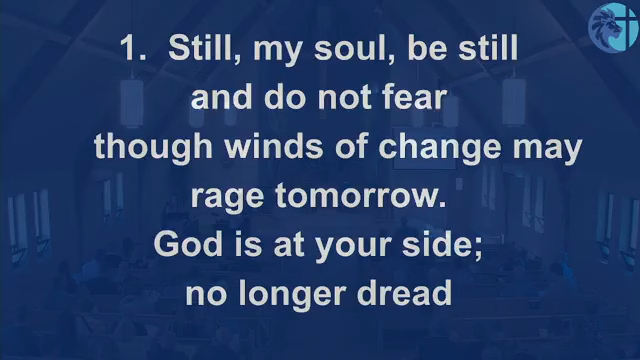 1. Still, my soul, be still
and do not fear
though winds of change may
rage tomorrow.
God is at your side;
no longer dread